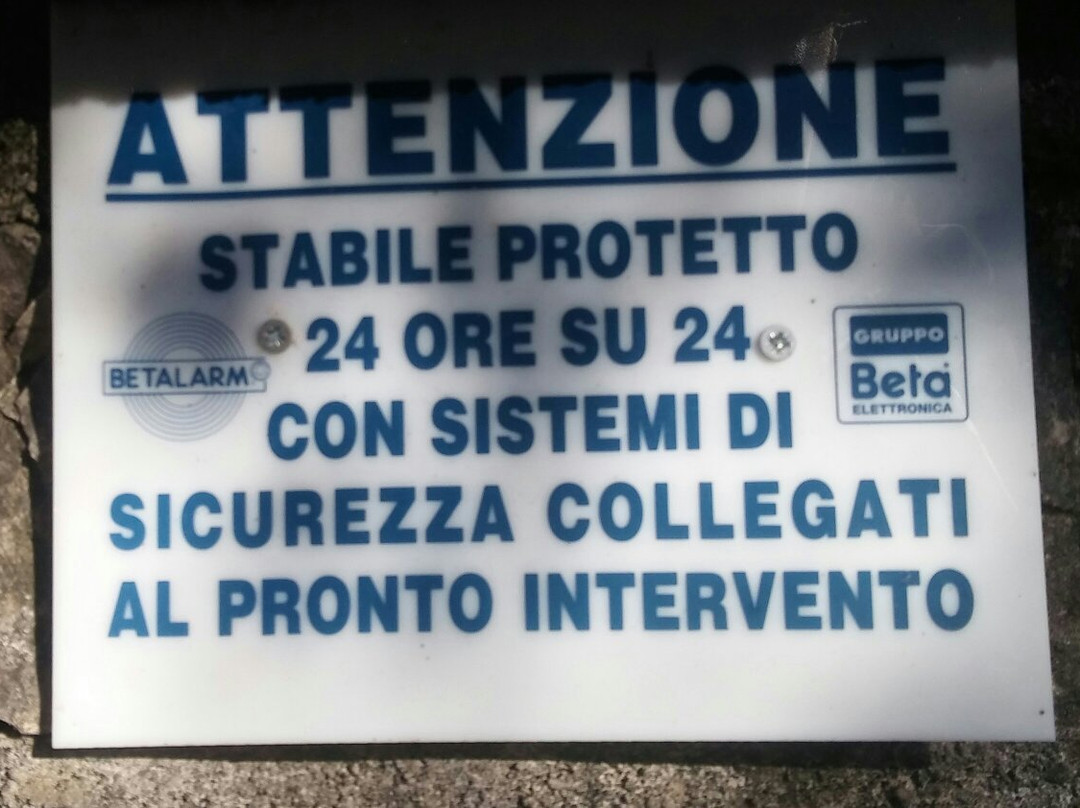 ATTENZIONE
STABILE PROTETTO
24 ORE SU 24
CON SISTEMI DI
SICUREZZA COLLEGATI
AL PRONTO INTERVENTO
BETALARM
GRUPPO
Beta
ELETTRONICA